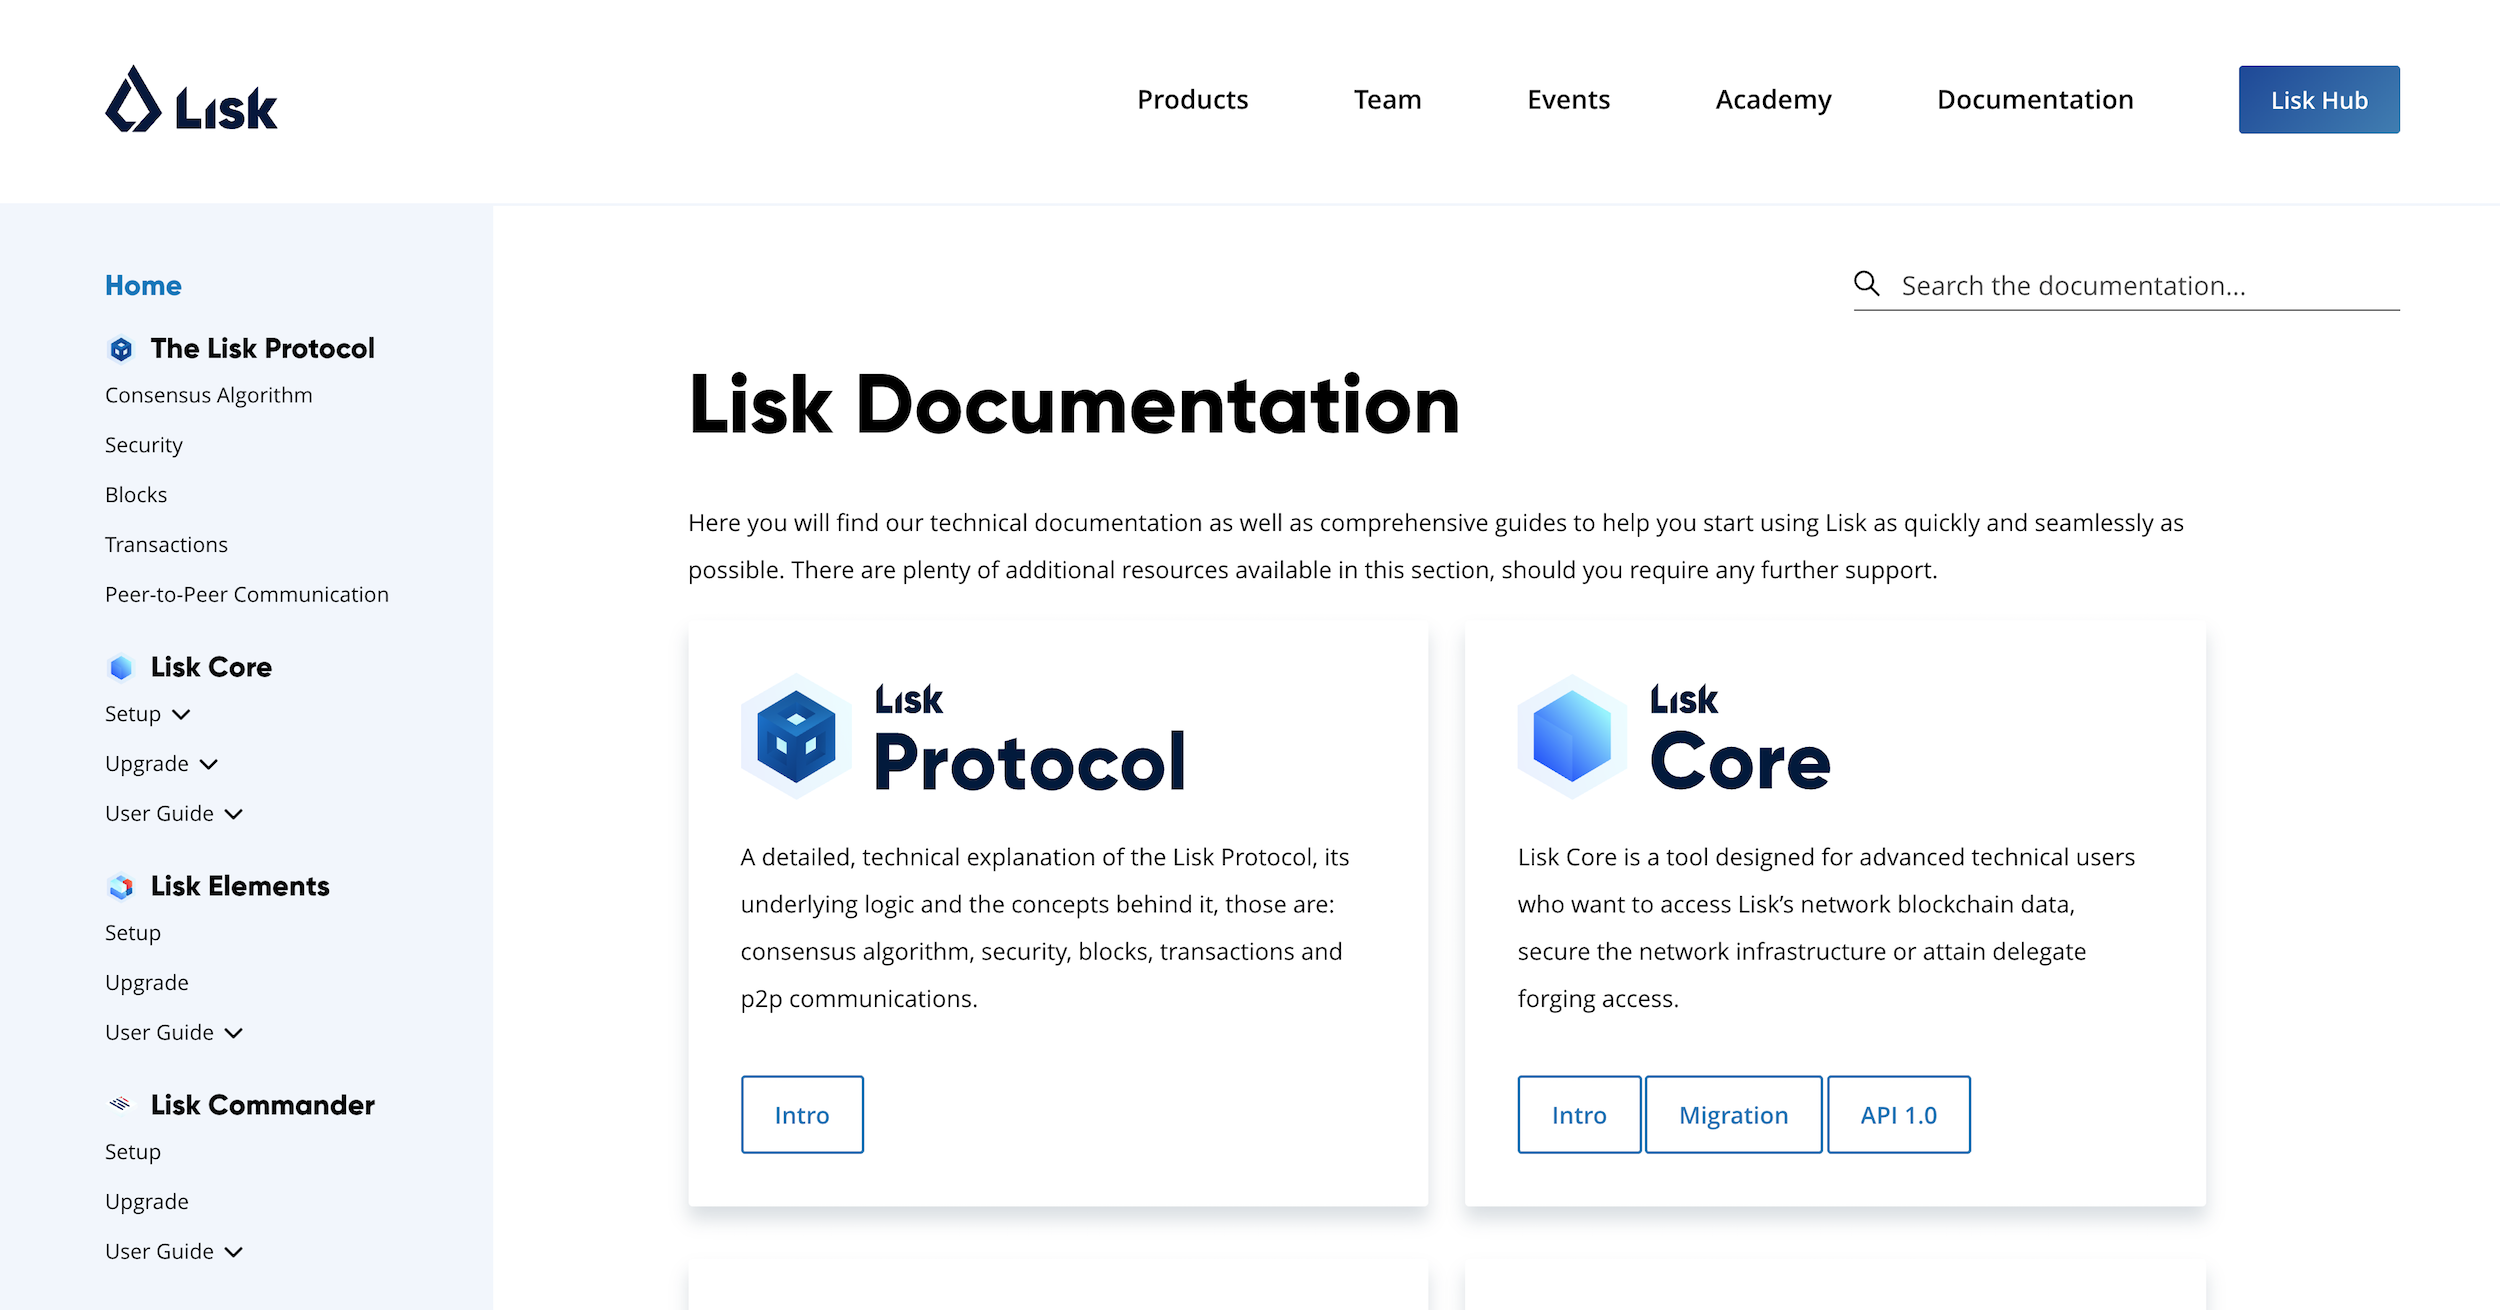 Lisk
Products
Team
Events
Academy
Documentation
Lisk Hub
Home
The Lisk Protocol
Consensus Algorithm
Security
Blocks
Transactions
Peer-to-Peer Communication
Lisk Core
Setup
Upgrade
User Guide
Lisk Elements
Setup
Upgrade
User Guide
Lisk Commander
Setup
Upgrade
User Guide
Search the documentation...
Lisk Documentation
Here you will find our technical documentation as well as comprehensive guides to help you start using Lisk as quickly and seamlessly as
possible. There are plenty of additional resources available in this section, should you require any further support.
Lisk
Protocol
A detailed, technical explanation of the Lisk Protocol, its
underlying logic and the concepts behind it, those are:
consensus algorithm, security, blocks, transactions and
p2p communications.
Intro
Lisk
Core
Lisk Core is a tool designed for advanced technical users
who want to access Lisk’s network blockchain data,
secure the network infrastructure or attain delegate
forging access.
Intro
Migration
API 1.0